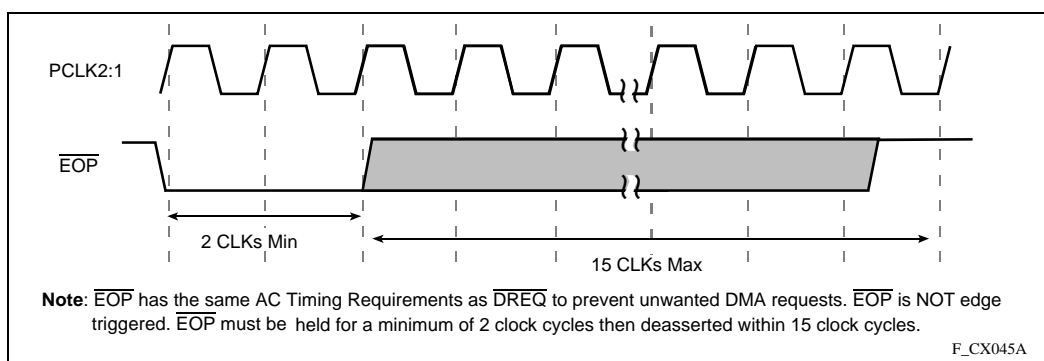 PCLK2:1
EOP
2 CLKs Min
15 CLKs Max
Note: EOP has the same AC Timing Requirements as DREQ to prevent unwanted DMA requests. EOP is NOT edge
triggered. EOP must be held for a minimum of 2 clock cycles then deasserted within 15 clock cycles.
F_CX045A